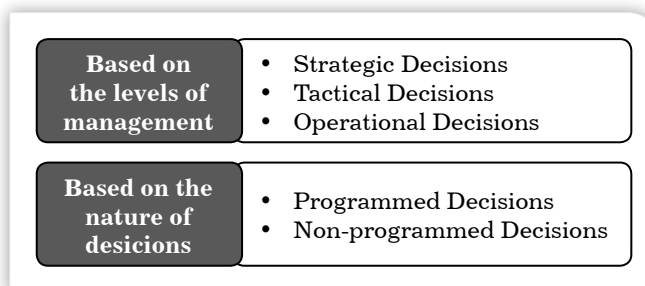 Based on
the levels of
management
• Strategic Decisions
• Tactical Decisions
• Operational Decisions
Based on the
nature of
desicions
• Programmed Decisions
• Non-programmed Decisions